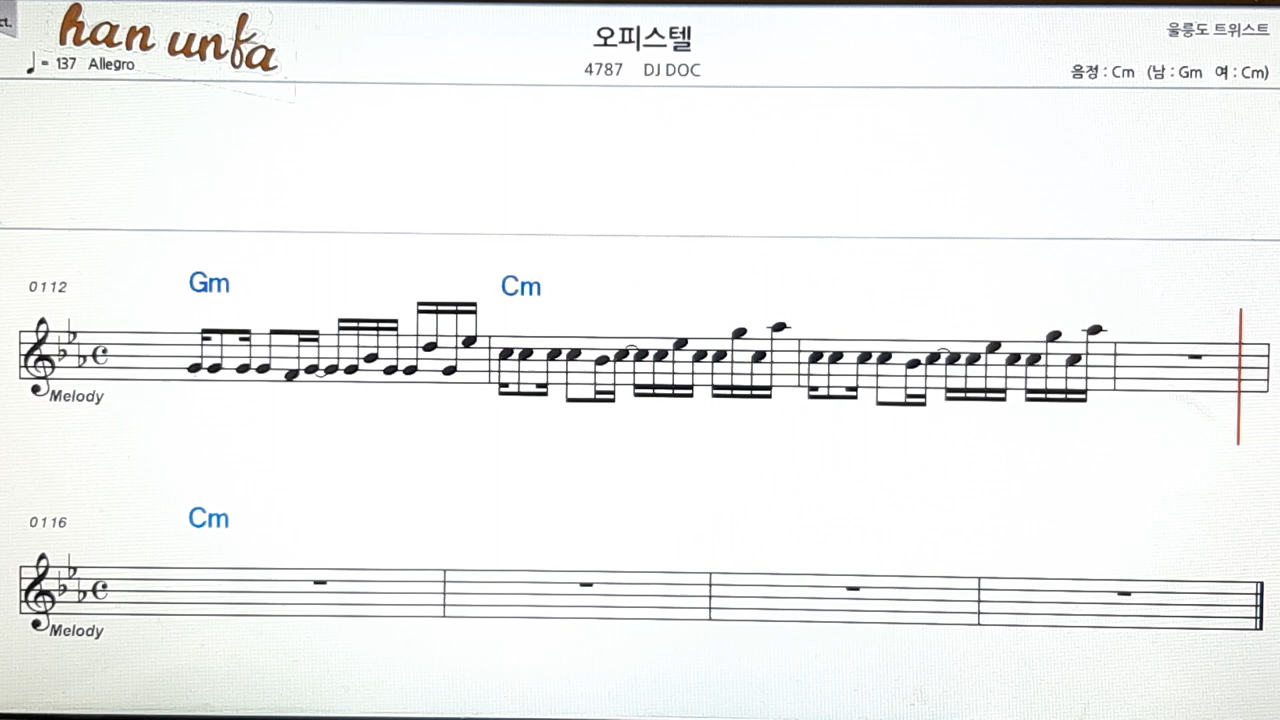 ct.
han unfa
오피스텔
울릉도 트위스트
♩ = 137 Allegro
4787 DJ DOC
음정 : Cm (남 : Gm 여 : Cm)
0112
Gm
Cm
Melody
0116
Cm
Melody